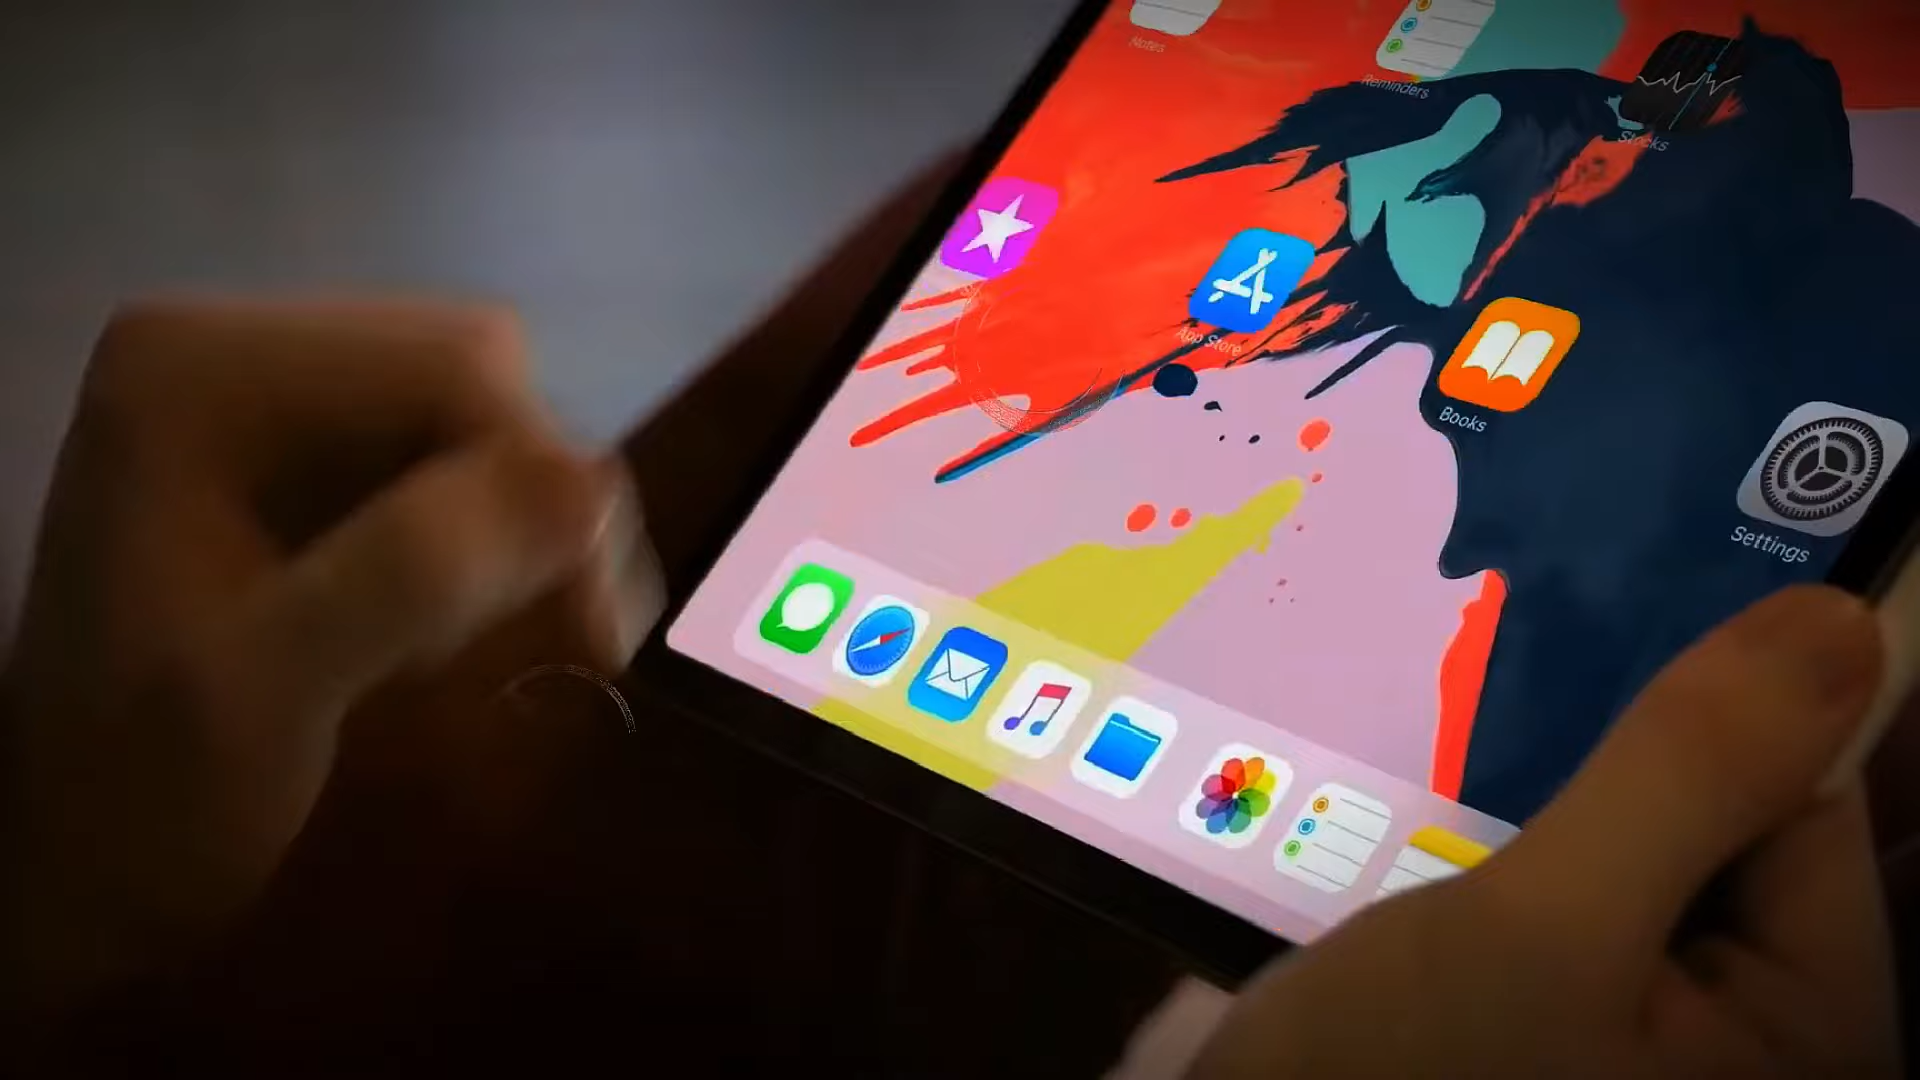 Notes
Reminders
Stocks
App Store
Books
Settings